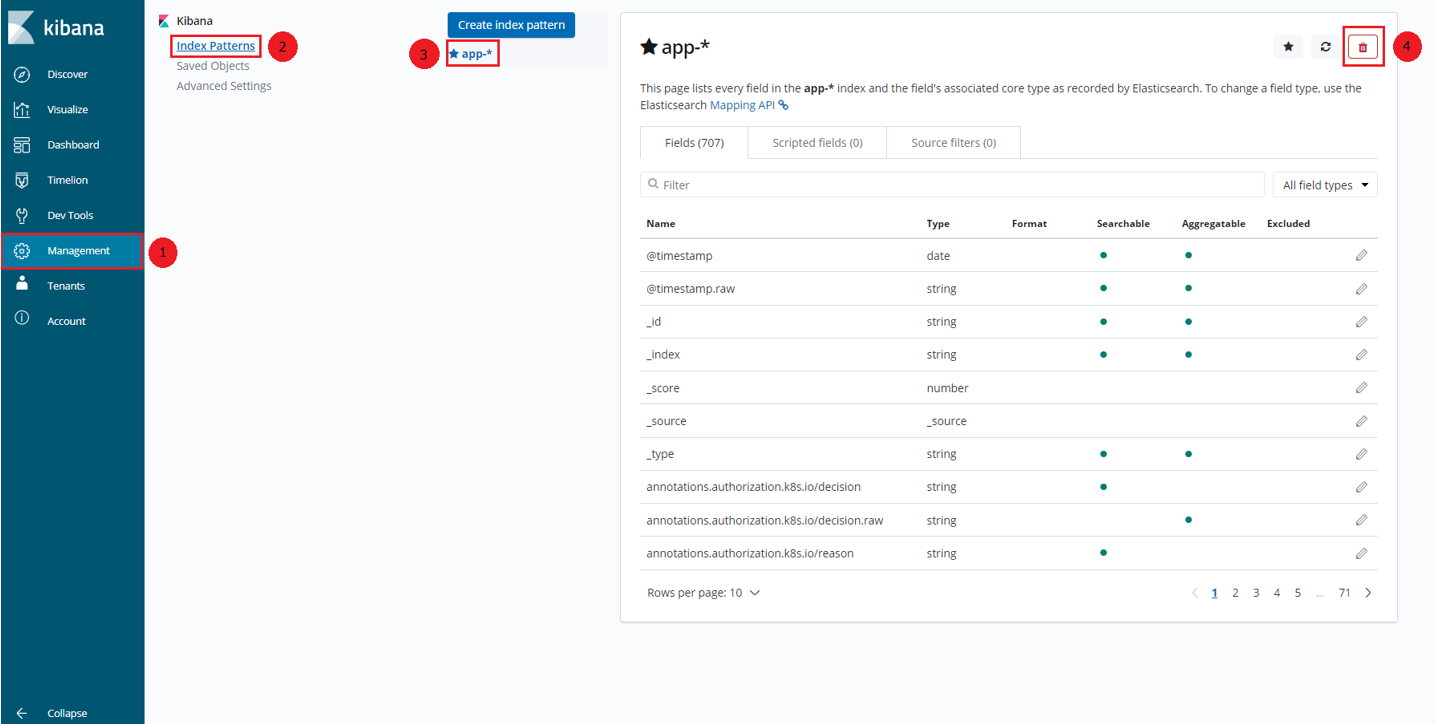 kibana
Discover
Visualize
Dashboard
Timelion
Dev Tools
Management
1
Tenants
Account
Collapse
Kibana
Index Patterns
2
Saved Objects
Advanced Settings
Create index pattern
3
app-*
app-*
4
This page lists every field in the app-* index and the field's associated core type as recorded by Elasticsearch. To change a field type, use the
Elasticsearch Mapping API
Fields (707) Scripted fields (0) Source filters (0)
Filter All field types
Name Type Format Searchable Aggregatable Excluded
@timestamp date
@timestamp.raw string
_id string
_index string
_score number
_source _source
_type string
annotations.authorization.k8s.io/decision string
annotations.authorization.k8s.io/decision.raw string
annotations.authorization.k8s.io/reason string
Rows per page: 10 1 2 3 4 5 ... 71